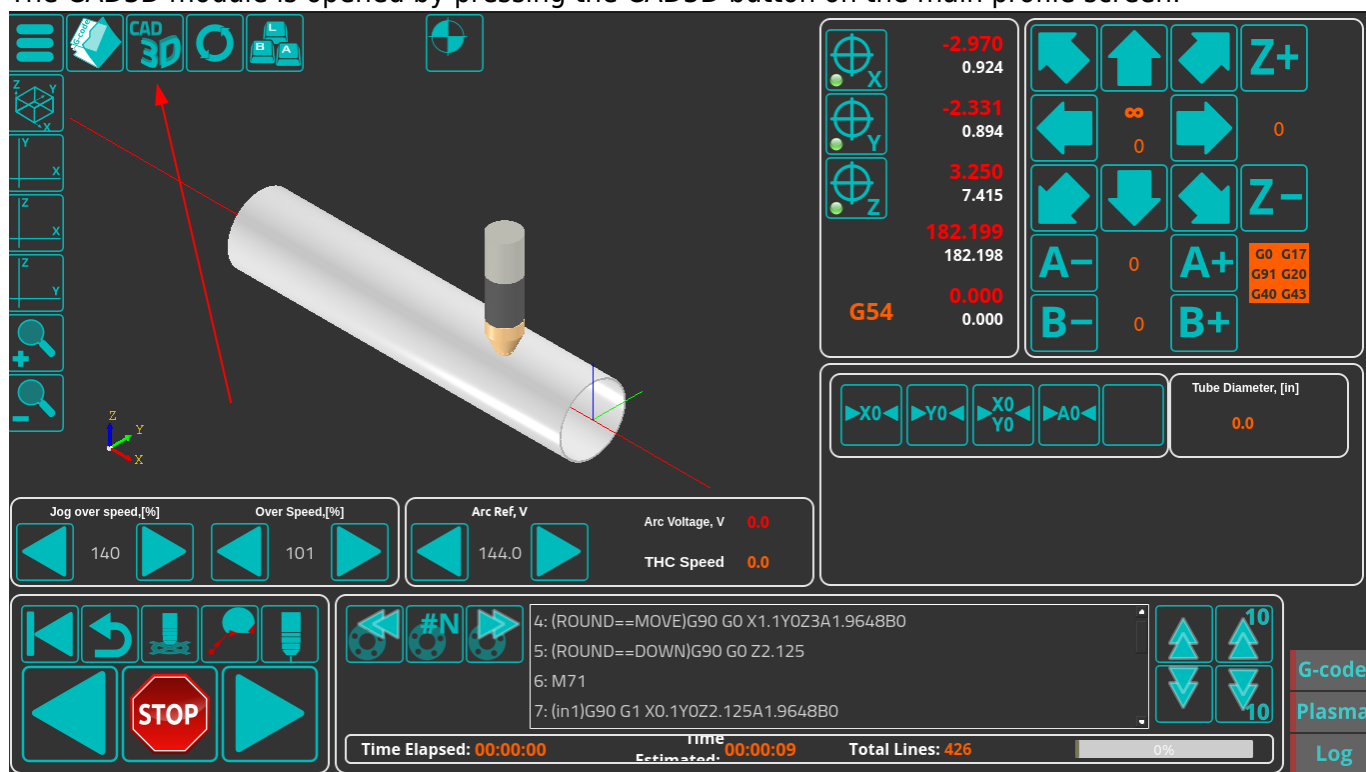 The CAD3D module is opened by pressing the CAD3D button on the main profile screen.
G-code
CAD
3D
L
B A
Z Y
X
Y
X
Z
X
Z
Y
+
−
Z
Y
X
X
-2.970
0.924
Y
-2.331
0.894
Z
3.250
7.415
182.199
182.198
G54
0.000
0.000
Z+
∞
0
0
Z−
A−
0
A+
G0 G17
G91 G20
G40 G43
B−
0
B+
X0
Y0
X0
Y0
A0
Tube Diameter, [in]
0.0
Jog over speed,[%]
140
Over Speed,[%]
101
Arc Ref, V
144.0
Arc Voltage, V 0.0
THC Speed 0.0
STOP
#N
4: (ROUND==MOVE)G90 G0 X1.1Y0Z3A1.9648B0
5: (ROUND==DOWN)G90 G0 Z2.125
6: M71
7: (in1)G90 G1 X0.1Y0Z2.125A1.9648B0
10
10
Time Elapsed: 00:00:00
Time
Estimated: 00:00:09
Total Lines: 426
0%
G-code
Plasma
Log